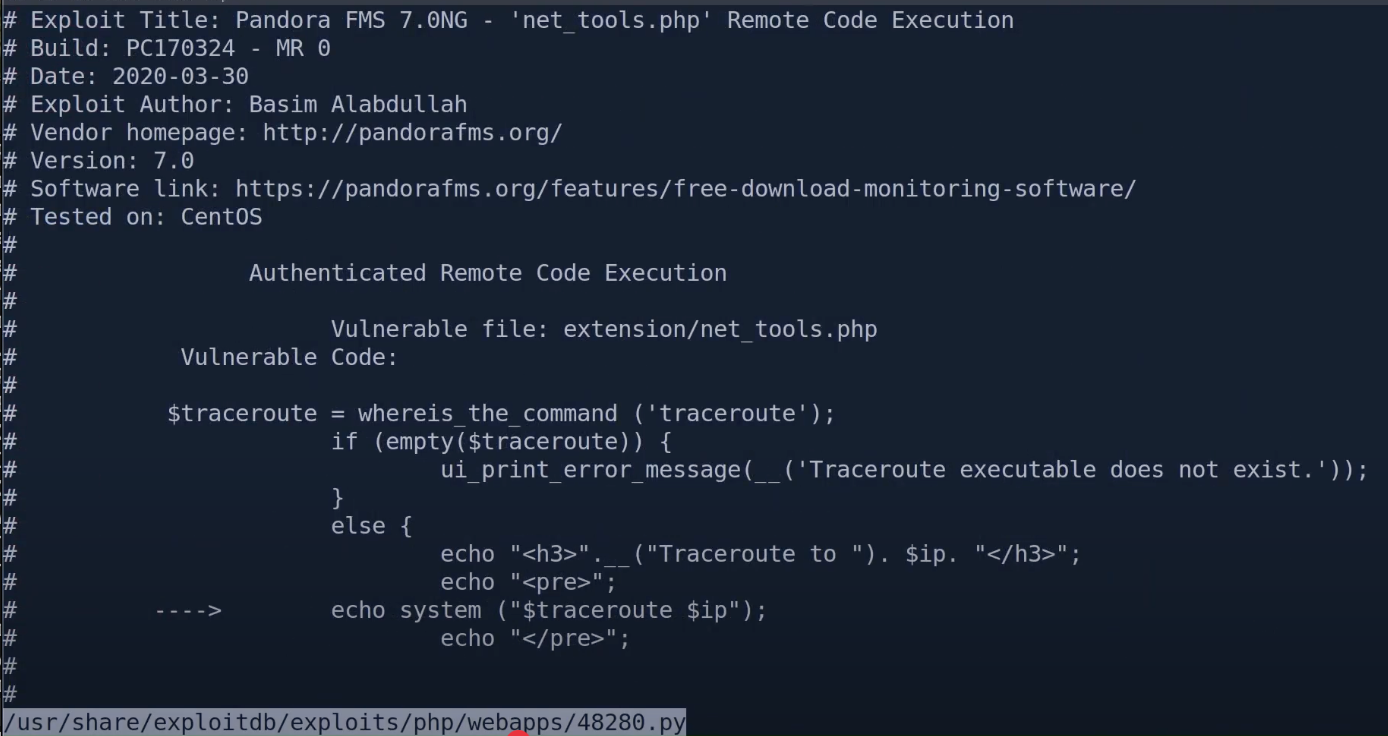 # Exploit Title: Pandora FMS 7.0NG - 'net_tools.php' Remote Code Execution
# Build: PC170324 - MR 0
# Date: 2020-03-30
# Exploit Author: Basim Alabdullah
# Vendor homepage: http://pandorafms.org/
# Version: 7.0
# Software link: https://pandorafms.org/features/free-download-monitoring-software/
# Tested on: CentOS
#
#                 Authenticated Remote Code Execution
#
#                       Vulnerable file: extension/net_tools.php
#            Vulnerable Code:
#
#           $traceroute = whereis_the_command ('traceroute');
#                       if (empty($traceroute)) {
#                               ui_print_error_message(__('Traceroute executable does not exist.'));
#                       }
#                       else {
#                               echo "<h3>".__("Traceroute to "). $ip. "</h3>";
#                               echo "<pre>";
#          ---->        echo system ("$traceroute $ip");
#                               echo "</pre>";
#
#
/usr/share/exploitdb/exploits/php/webapps/48280.py